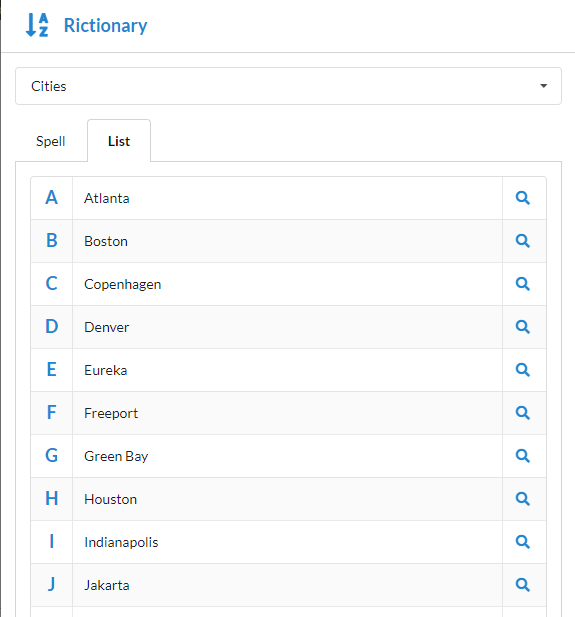 Rictionary
Cities
Spell List
A Atlanta
B Boston
C Copenhagen
D Denver
E Eureka
F Freeport
G Green Bay
H Houston
I Indianapolis
J Jakarta